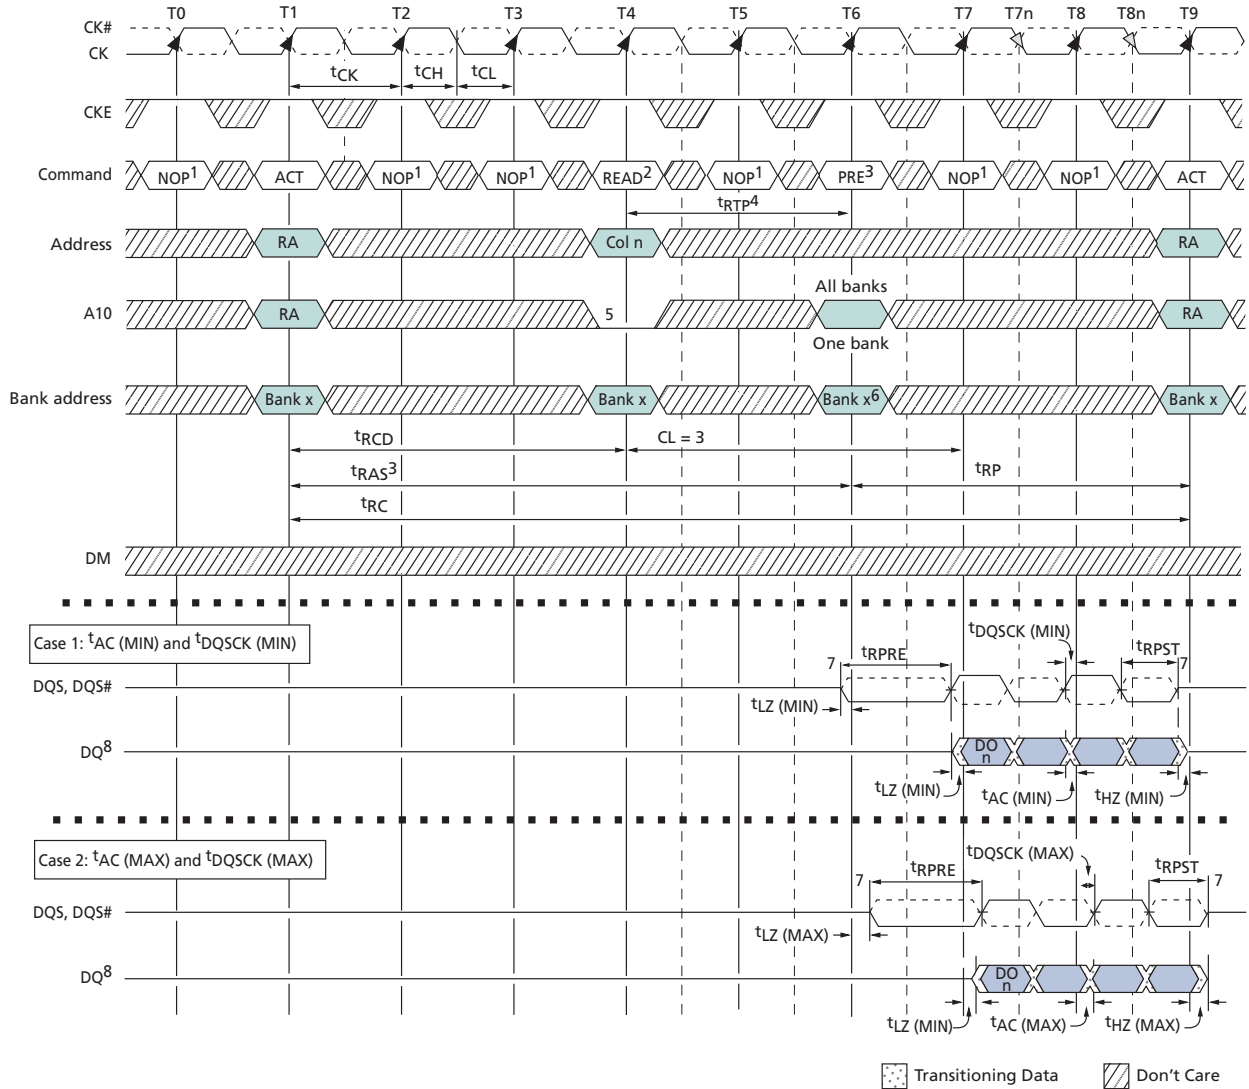 T0 T1 T2 T3 T4 T5 T6 T7 T7n T8 T8n T9
CK#
CK
tCK tCH tCL
CKE
Command NOP1 ACT NOP1 NOP1 READ2 NOP1 PRE3 NOP1 NOP1 ACT
tRTP4
Address RA Col n RA
All banks
A10 RA 5 RA
One bank
Bank address Bank x Bank x Bank x6 Bank x
tRCD CL = 3
tRAS3 tRP
tRC
DM
Case 1: tAC (MIN) and tDQSCK (MIN)
tDQSCK (MIN)
7 tRPRE tRPST 7
DQS, DQS#
tLZ (MIN)
DQ8 DO n
tLZ (MIN) tAC (MIN) tHZ (MIN)
Case 2: tAC (MAX) and tDQSCK (MAX)
tDQSCK (MAX)
7 tRPRE tRPST 7
DQS, DQS#
tLZ (MAX)
DQ8 DO n
tLZ (MIN) tAC (MAX) tHZ (MAX)
Transitioning Data Don't Care